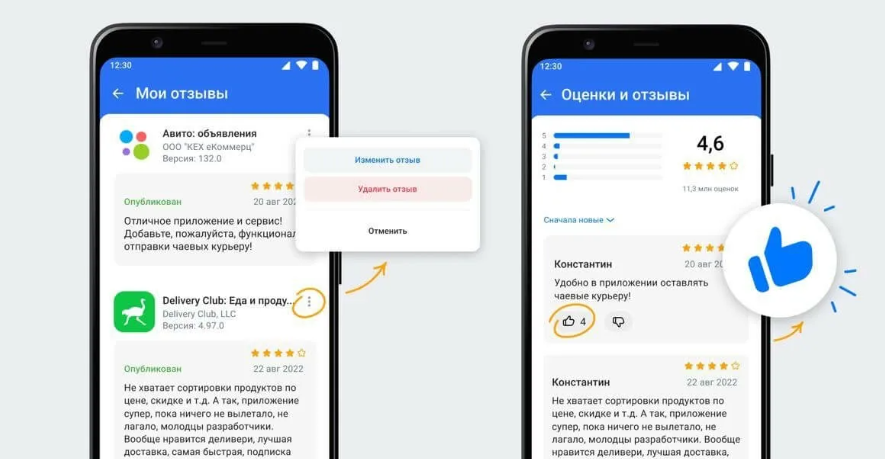 12:30
Мои отзывы
Авито: объявления
ООО "КЕХ еКоммерц"
Версия: 132.0
Опубликован
20 авг 202
Отличное приложение и сервис!
Добавьте, пожалуйста, функционал
отправки чаевых курьеру!
Изменить отзыв
Удалить отзыв
Отменить
Delivery Club: Еда и проду...
Delivery Club, LLC
Версия: 4.97.0
Опубликован
22 авг 2022
Не хватает сортировки продуктов по
цене, скидке и т.д. А так, приложение
супер, пока ничего не вылетало, не
лагало, молодцы разработчики.
Вообще нравится деливери, лучшая
доставка, самая быстрая, подписка
12:30
Оценки и отзывы
5
4
3
2
1
4,6
11,3 млн оценок
Сначала новые
Константин
20 авг 20
Удобно в приложении оставлять
чаевые курьеру!
4
Константин
22 авг 2022
Не хватает сортировки продуктов по
цене, скидке и т.д. А так, приложение
супер, пока ничего не вылетало, не
лагало, молодцы разработчики.
Вообще нравится деливери, лучшая
доставка, самая быстрая, подписка